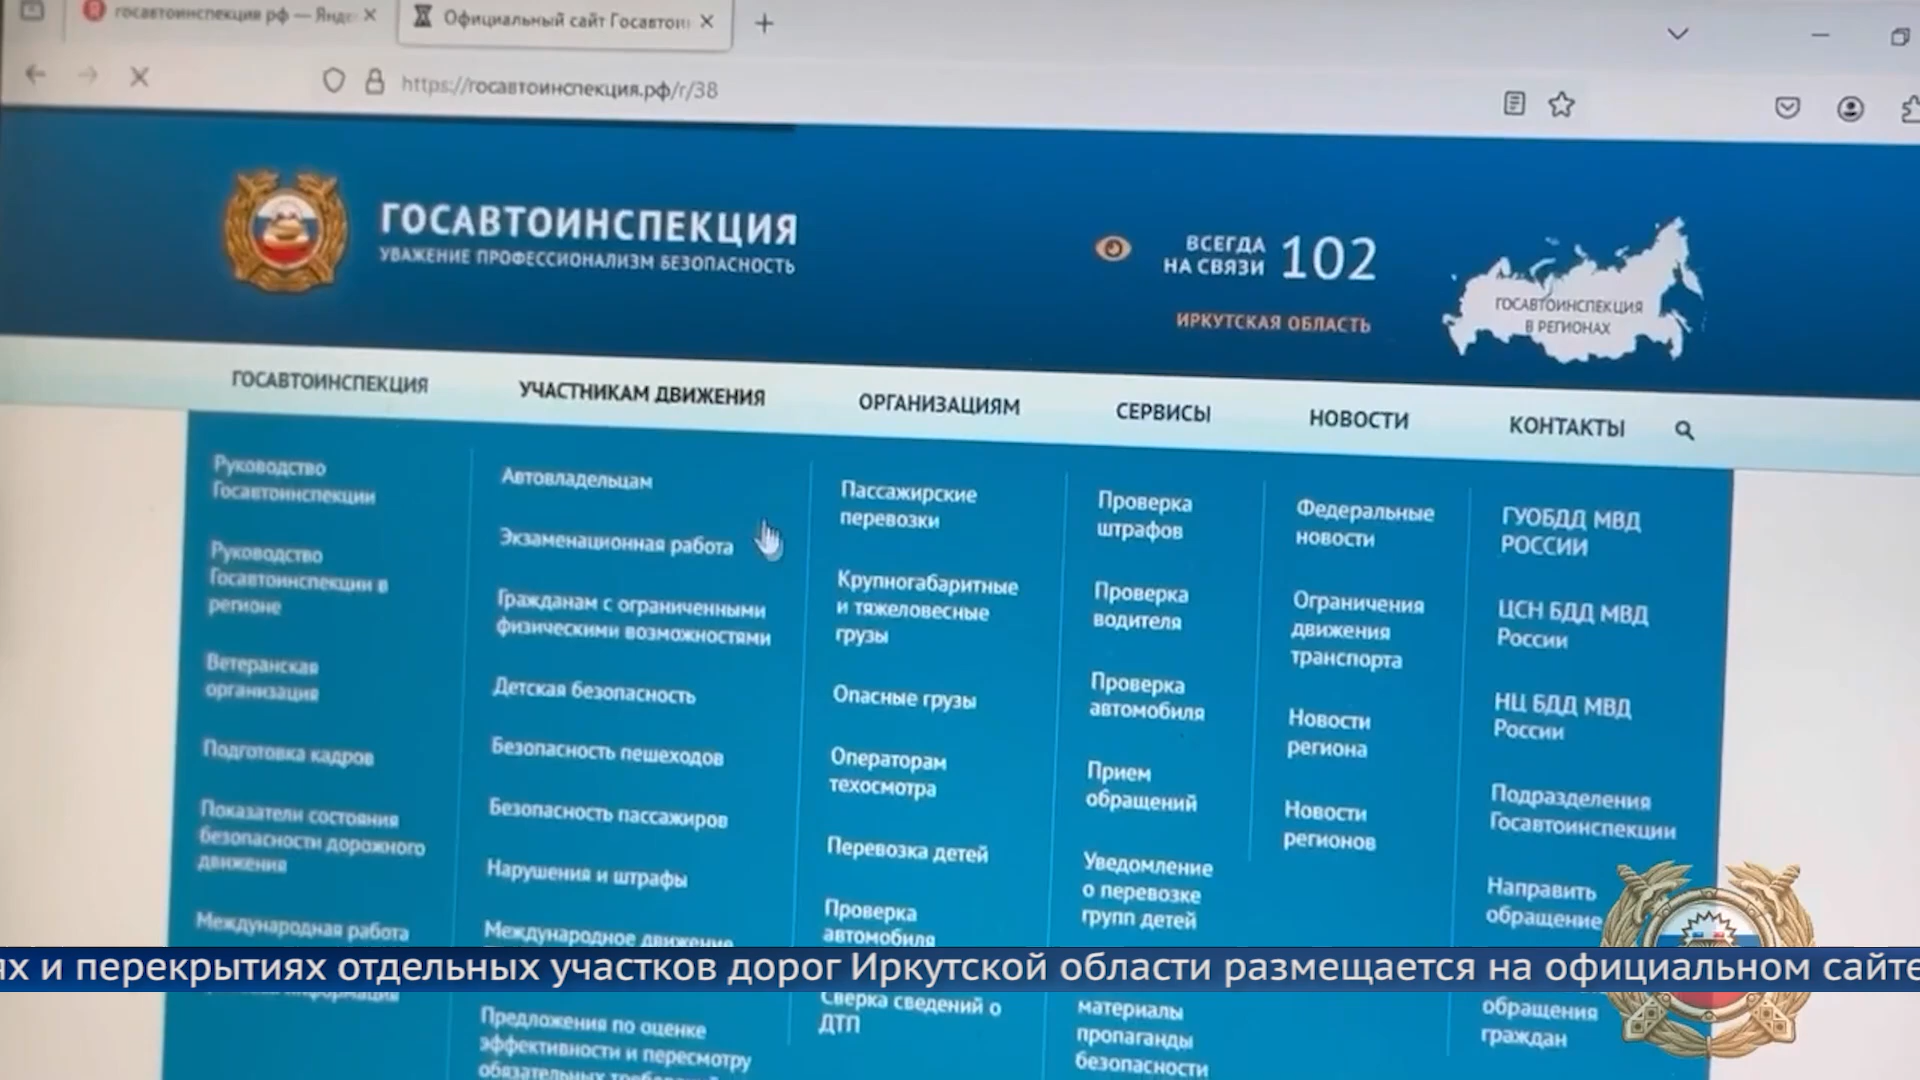 госавтоинспекция рф — Янде
Официальный сайт Госавтоин
https://госавтоинспекция.рф/r/38
ГОСАВТОИНСПЕКЦИЯ
УВАЖЕНИЕ ПРОФЕССИОНАЛИЗМ БЕЗОПАСНОСТЬ
ВСЕГДА
НА СВЯЗИ
102
ИРКУТСКАЯ ОБЛАСТЬ
ГОСАВТОИНСПЕКЦИЯ
В РЕГИОНАХ
ГОСАВТОИНСПЕКЦИЯ
УЧАСТНИКАМ ДВИЖЕНИЯ
ОРГАНИЗАЦИЯМ
СЕРВИСЫ
НОВОСТИ
КОНТАКТЫ
Руководство
Госавтоинспекции
Руководство
Госавтоинспекции в
регионе
Ветеранская
организация
Подготовка кадров
Показатели состояния
безопасности дорожного
движения
Международная работа
информация
Автовладельцам
Экзаменационная работа
Гражданам с ограниченными
физическими возможностями
Детская безопасность
Безопасность пешеходов
Безопасность пассажиров
Нарушения и штрафы
Международное движение
Предложения по оценке
эффективности и пересмотру
обязательных
Пассажирские
перевозки
Крупногабаритные
и тяжеловесные
грузы
Опасные грузы
Операторам
техосмотра
Перевозка детей
Проверка
автомобиля
Сверка сведений о
ДТП
Проверка
штрафов
Проверка
водителя
Проверка
автомобиля
Прием
обращений
Уведомление
о перевозке
групп детей
материалы
пропаганды
безопасности
Федеральные
новости
Ограничения
движения
транспорта
Новости
региона
Новости
регионов
ГУОБДД МВД
РОССИИ
ЦСН БДД МВД
России
НЦ БДД МВД
России
Подразделения
Госавтоинспекции
Направить
обращение
обращения
граждан
ях и перекрытиях отдельных участков дорог Иркутской области размещается на официальном сайте